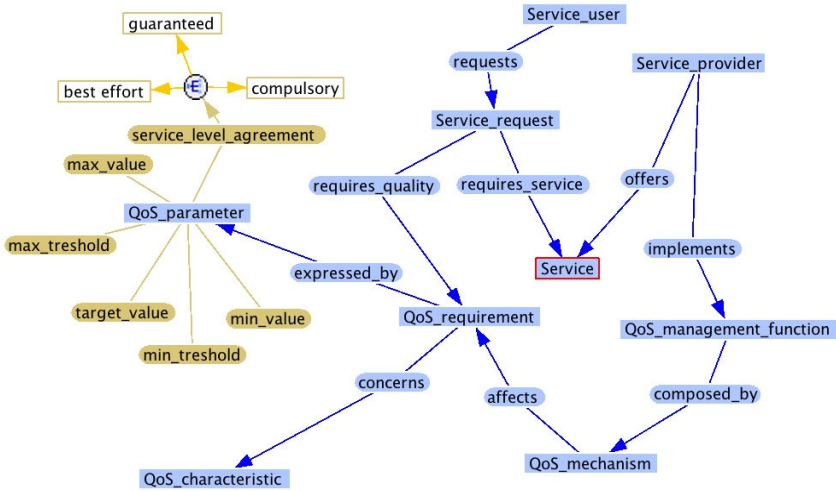 guaranteed
Service_user
requests
Service_provider
best effort
compulsory
Service_request
service_level_agreement
max_value
requires_quality
requires_service
offers
QoS_parameter
max_treshold
implements
expressed_by
Service
target_value
min_value
QoS_requirement
QoS_management_function
min_treshold
concerns
affects
composed_by
QoS_mechanism
QoS_characteristic